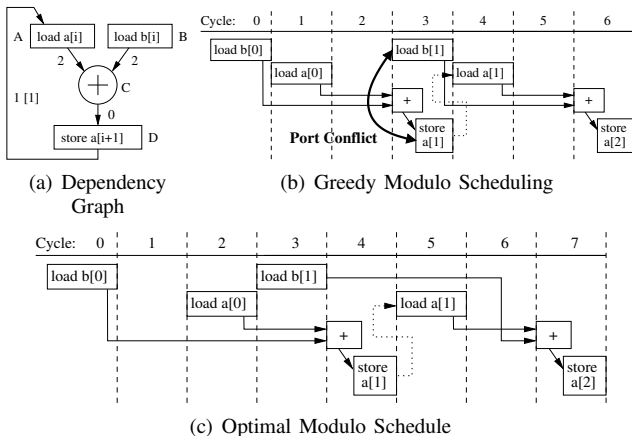 A load a[i] load b[i] B
2 2
C
1 [1] 0
store a[i+1] D
(a) Dependency
Graph
Cycle: 0 1 2 3 4 5 6
load b[0] load b[1]
load a[0] load a[1]
+ +
Port Conflict store a[1] store a[2]
(b) Greedy Modulo Scheduling
Cycle: 0 1 2 3 4 5 6 7
load b[0] load b[1]
load a[0] load a[1]
+ +
store a[1] store a[2]
(c) Optimal Modulo Schedule